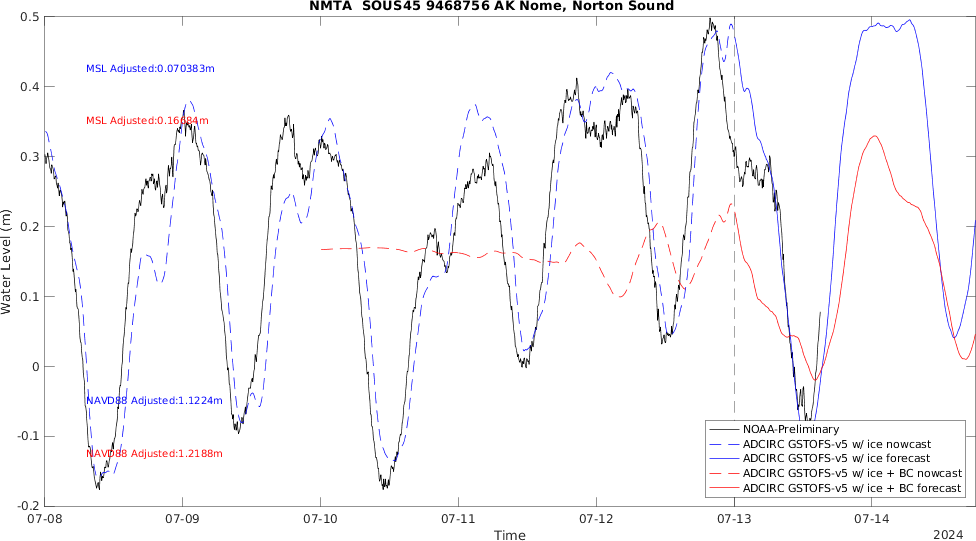 NMTA SOUS45 9468756 AK Nome, Norton Sound
0.5
0.4
0.3
0.2
0.1
0
-0.1
-0.2
Water Level (m)
MSL Adjusted:0.070383m
MSL Adjusted:0.16684m
NAVD88 Adjusted:1.1224m
NAVD88 Adjusted:1.2188m
NOAA-Preliminary
ADCIRC GSTOFS-v5 w/ ice nowcast
ADCIRC GSTOFS-v5 w/ ice forecast
ADCIRC GSTOFS-v5 w/ ice + BC nowcast
ADCIRC GSTOFS-v5 w/ ice + BC forecast
07-08 07-09 07-10 07-11 07-12 07-13 07-14
Time
2024